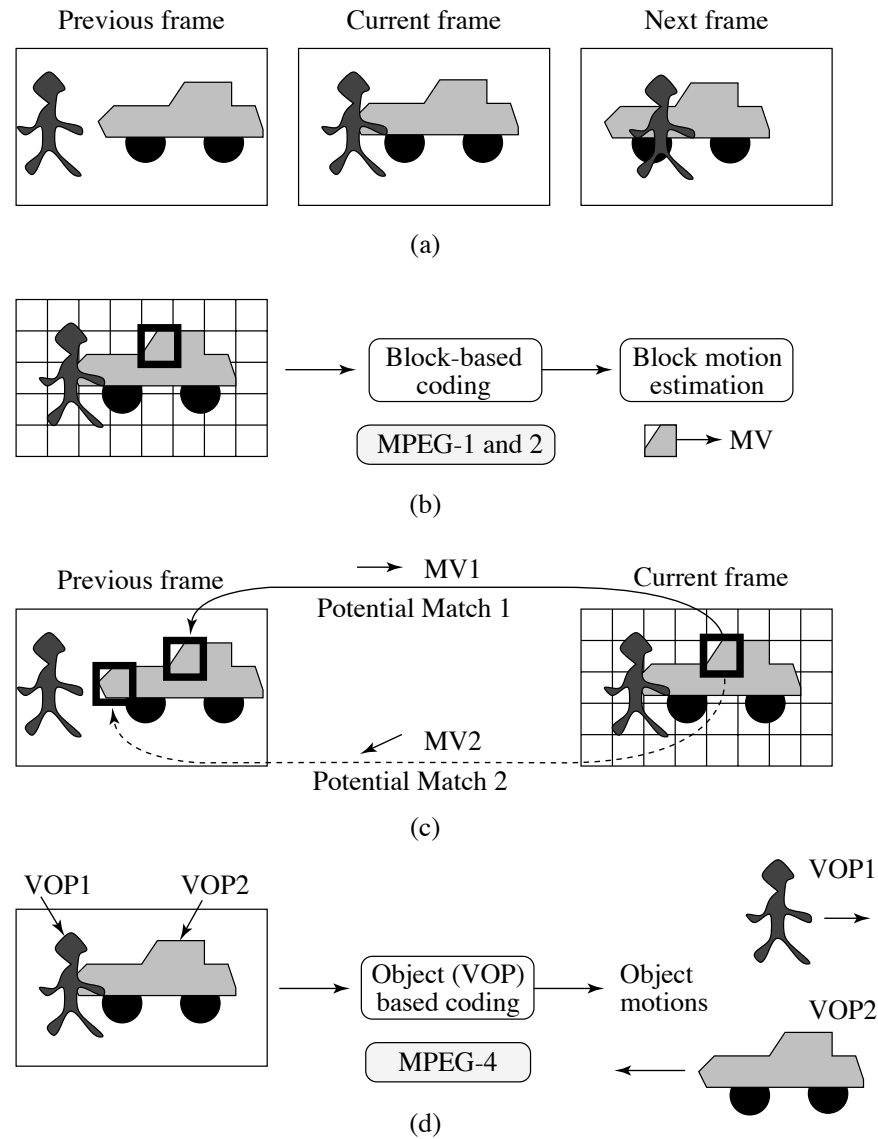 Previous frame
Current frame
Next frame
(a)
Block-based
coding
Block motion
estimation
MPEG-1 and 2
MV
(b)
Previous frame
MV1
Current frame
Potential Match 1
MV2
Potential Match 2
(c)
VOP1
VOP2
VOP1
Object (VOP)
based coding
Object
motions
VOP2
MPEG-4
(d)